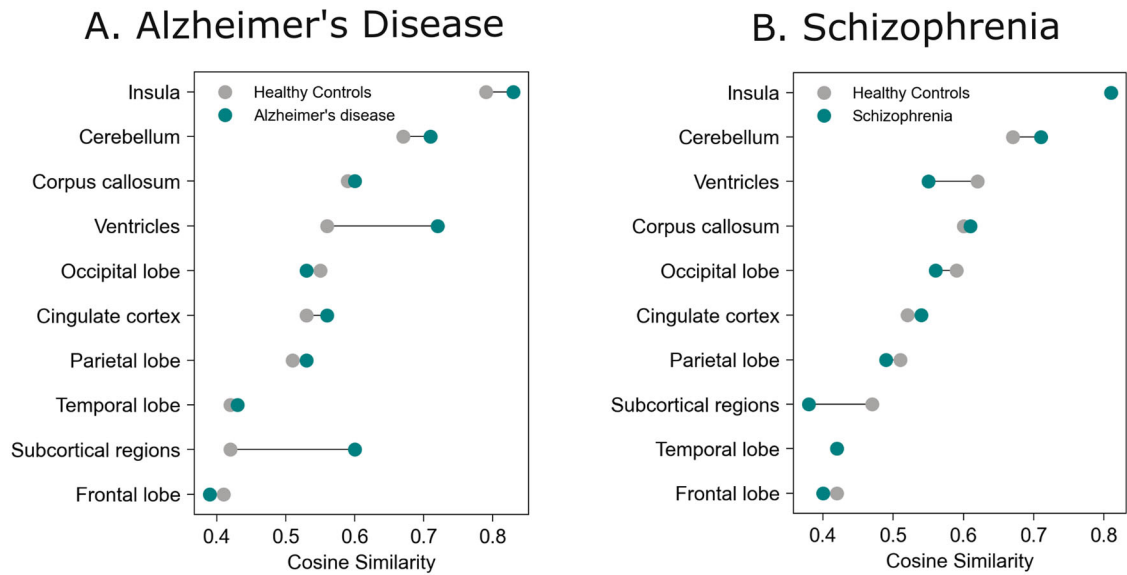 A. Alzheimer's Disease
Healthy Controls
Alzheimer's disease
Insula
Cerebellum
Corpus callosum
Ventricles
Occipital lobe
Cingulate cortex
Parietal lobe
Temporal lobe
Subcortical regions
Frontal lobe
0.4 0.5 0.6 0.7 0.8
Cosine Similarity
B. Schizophrenia
Healthy Controls
Schizophrenia
Insula
Cerebellum
Ventricles
Corpus callosum
Occipital lobe
Cingulate cortex
Parietal lobe
Subcortical regions
Temporal lobe
Frontal lobe
0.4 0.5 0.6 0.7 0.8
Cosine Similarity